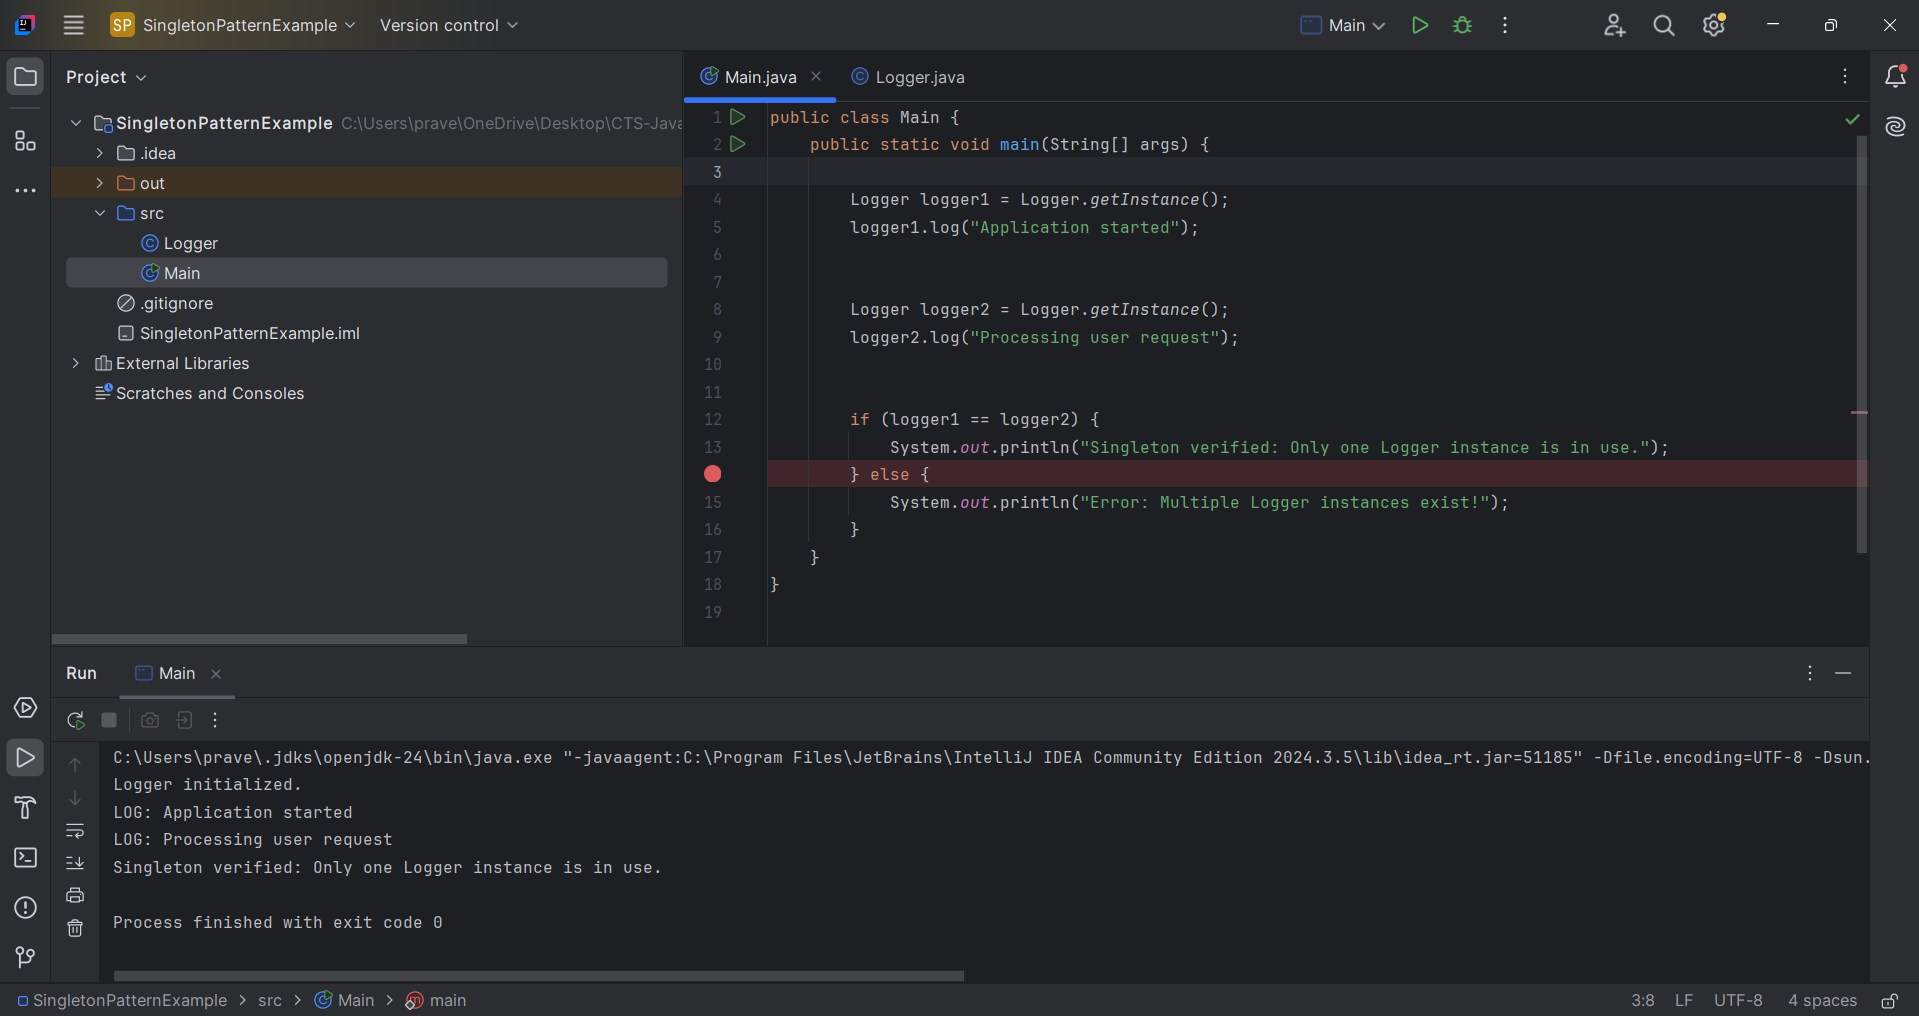 SP SingletonPatternExample Version control Main
Project
SingletonPatternExample C:\Users\prave\OneDrive\Desktop\CTS-Java
.idea
out
src
Logger
Main
.gitignore
SingletonPatternExample.iml
External Libraries
Scratches and Consoles
Main.java Logger.java
1 public class Main {
2 public static void main(String[] args) {
3
4 Logger logger1 = Logger.getInstance();
5 logger1.log("Application started");
6
7
8 Logger logger2 = Logger.getInstance();
9 logger2.log("Processing user request");
10
11
12 if (logger1 == logger2) {
13 System.out.println("Singleton verified: Only one Logger instance is in use.");
} else {
15 System.out.println("Error: Multiple Logger instances exist!");
16 }
17 }
18 }
19
Run Main
C:\Users\prave\.jdks\openjdk-24\bin\java.exe "-javaagent:C:\Program Files\JetBrains\IntelliJ IDEA Community Edition 2024.3.5\lib\idea_rt.jar=51185" -Dfile.encoding=UTF-8 -Dsun.
Logger initialized.
LOG: Application started
LOG: Processing user request
Singleton verified: Only one Logger instance is in use.
Process finished with exit code 0
SingletonPatternExample > src > Main > main 3:8 LF UTF-8 4 spaces